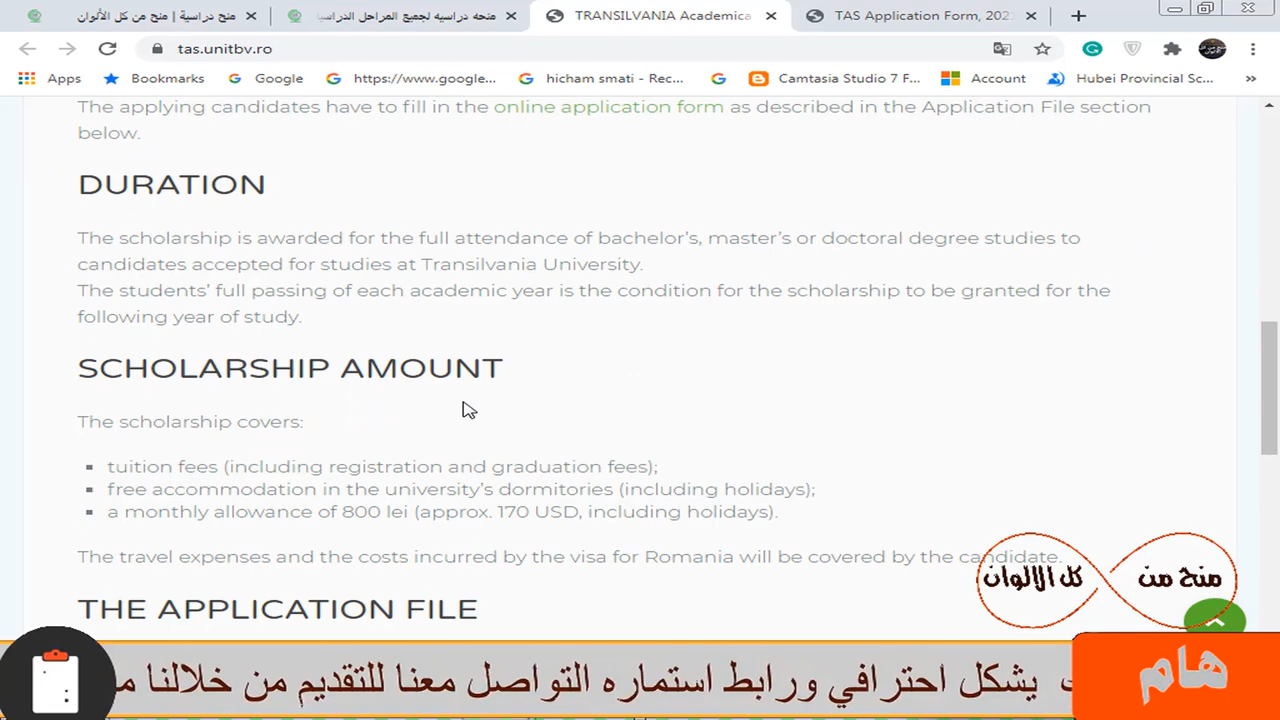 منح دراسية | منح من كل الألوان
منحه دراسيه لجميع المراحل الدراسيا
TRANSILVANIA Academica
TAS Application Form, 202
tas.unitbv.ro
Apps
Bookmarks
Google
https://www.google...
hicham smati - Rec...
Camtasia Studio 7 F...
Account
Hubei Provincial Sc...
The applying candidates have to fill in the online application form as described in the Application File section
below.
DURATION
The scholarship is awarded for the full attendance of bachelor's, master's or doctoral degree studies to
candidates accepted for studies at Transilvania University.
The students' full passing of each academic year is the condition for the scholarship to be granted for the
following year of study.
SCHOLARSHIP AMOUNT
The scholarship covers:
tuition fees (including registration and graduation fees);
free accommodation in the university's dormitories (including holidays);
a monthly allowance of 800 lei (approx. 170 USD, including holidays).
The travel expenses and the costs incurred by the visa for Romania will be covered by the candidate.
منح من كل الالوان
THE APPLICATION FILE
هام
يشكل احترافي ورابط استماره التواصل معنا للتقديم من خلالنا